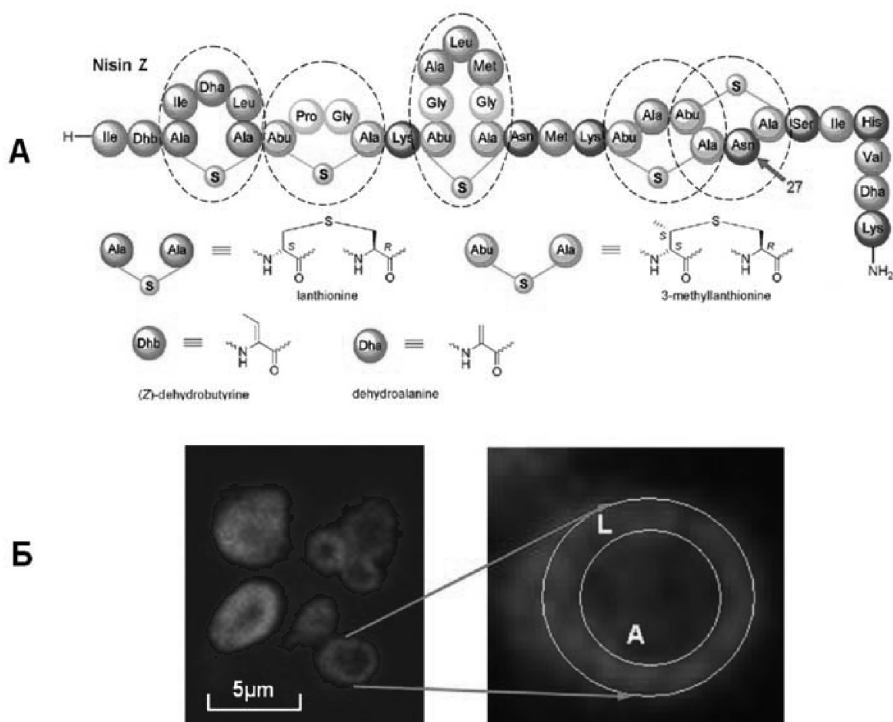 Leu
Nisin Z Dha Ala Met
S
Ile Leu Pro Gly Gly Gly Ala Abu
А H Ile Dhb Ala Ala Abu Ala Lys Abu Ala Asn Met Lys Abu Ala Asn Ala Ser Ile His
S S S S
27
Val
Dha
Lys
NH₂
Ala Ala
S
≡
S
S R
N
H
O
N
H
O
lanthionine
Abu Ala
S
≡
S
S
S R
N
H
O
N
H
O
3-methyllanthionine
Dhb
≡
N
H
O
(Z)-dehydrobutyrine
Dha
≡
N
H
O
dehydroalanine
Б
5µm
L
A